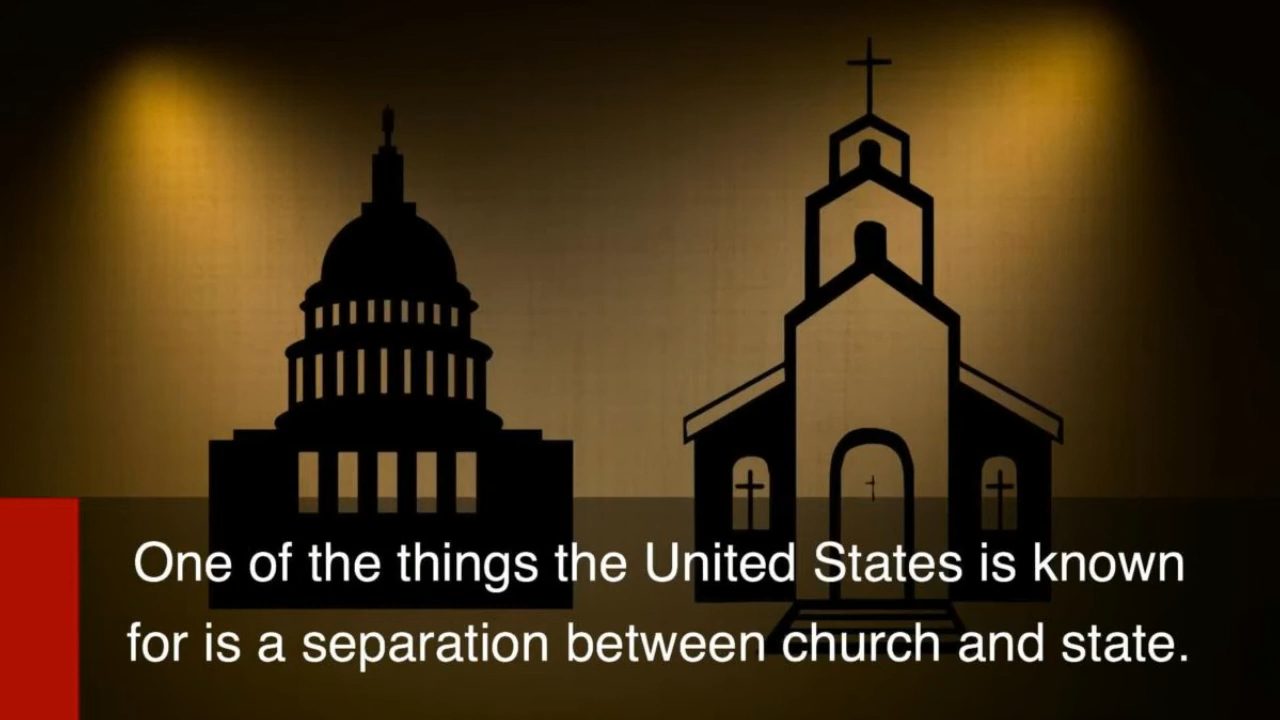 One of the things the United States is known
for is a separation between church and state.